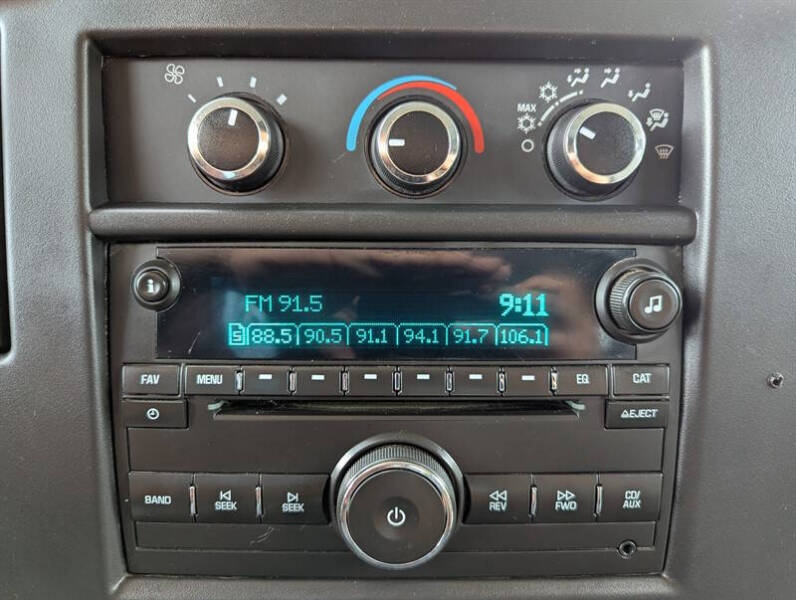 MAX
FM 91.5 9:11
5 88.5 90.5 91.1 94.1 91.7 106.1
FAV MENU EQ CAT
EJECT
BAND SEEK SEEK REV FWD CD/
AUX